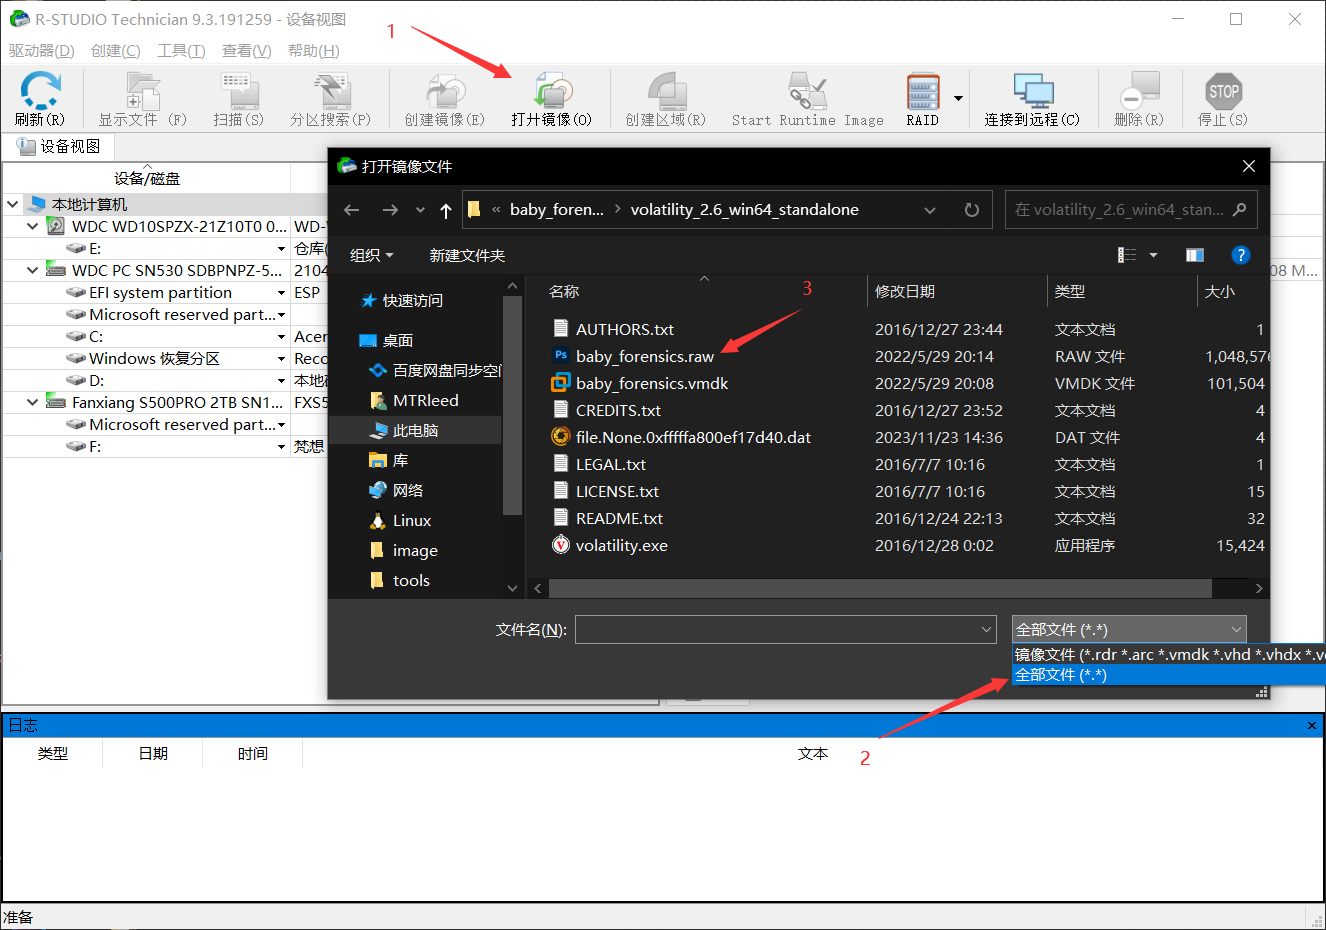 R-STUDIO Technician 9.3.191259 - 设备视图
驱动器(D) 创建(C) 工具(T) 查看(V) 帮助(H)
1
刷新(R) 显示文件 (F) 扫描(S) 分区搜索(P) 创建镜像(E) 打开镜像(O) 创建区域(R) Start Runtime Image RAID 连接到远程(C) 删除(R) STOP 停止(S)
设备视图
设备/磁盘
本地计算机
WDC WD10SPZX-21Z10T0 0... WD-
E: 仓库(
WDC PC SN530 SDBPNPZ-5... 2104
08 M...
EFI system partition ESP
Microsoft reserved part...
C: Acer
Windows 恢复分区 Reco
D: 本地
Fanxiang S500PRO 2TB SN1... FXS5
Microsoft reserved part...
F: 梵想
打开镜像文件
« baby_foren... › volatility_2.6_win64_standalone
在 volatility_2.6_win64_stan...
组织 新建文件夹
?
快速访问
桌面
百度网盘同步空间
MTRleed
此电脑
库
网络
Linux
image
tools
3
名称 修改日期 类型 大小
AUTHORS.txt 2016/12/27 23:44 文本文档 1
Ps baby_forensics.raw 2022/5/29 20:14 RAW 文件 1,048,576
baby_forensics.vmdk 2022/5/29 20:08 VMDK 文件 101,504
CREDITS.txt 2016/12/27 23:52 文本文档 4
file.None.0xfffffa800ef17d40.dat 2023/11/23 14:36 DAT 文件 4
LEGAL.txt 2016/7/7 10:16 文本文档 1
LICENSE.txt 2016/7/7 10:16 文本文档 15
README.txt 2016/12/24 22:13 文本文档 32
V volatility.exe 2016/12/28 0:02 应用程序 15,424
文件名(N):
全部文件 (*.*)
镜像文件 (*.rdr *.arc *.vmdk *.vhd *.vhdx *.v
全部文件 (*.*)
2
日志
类型 日期 时间 文本
准备